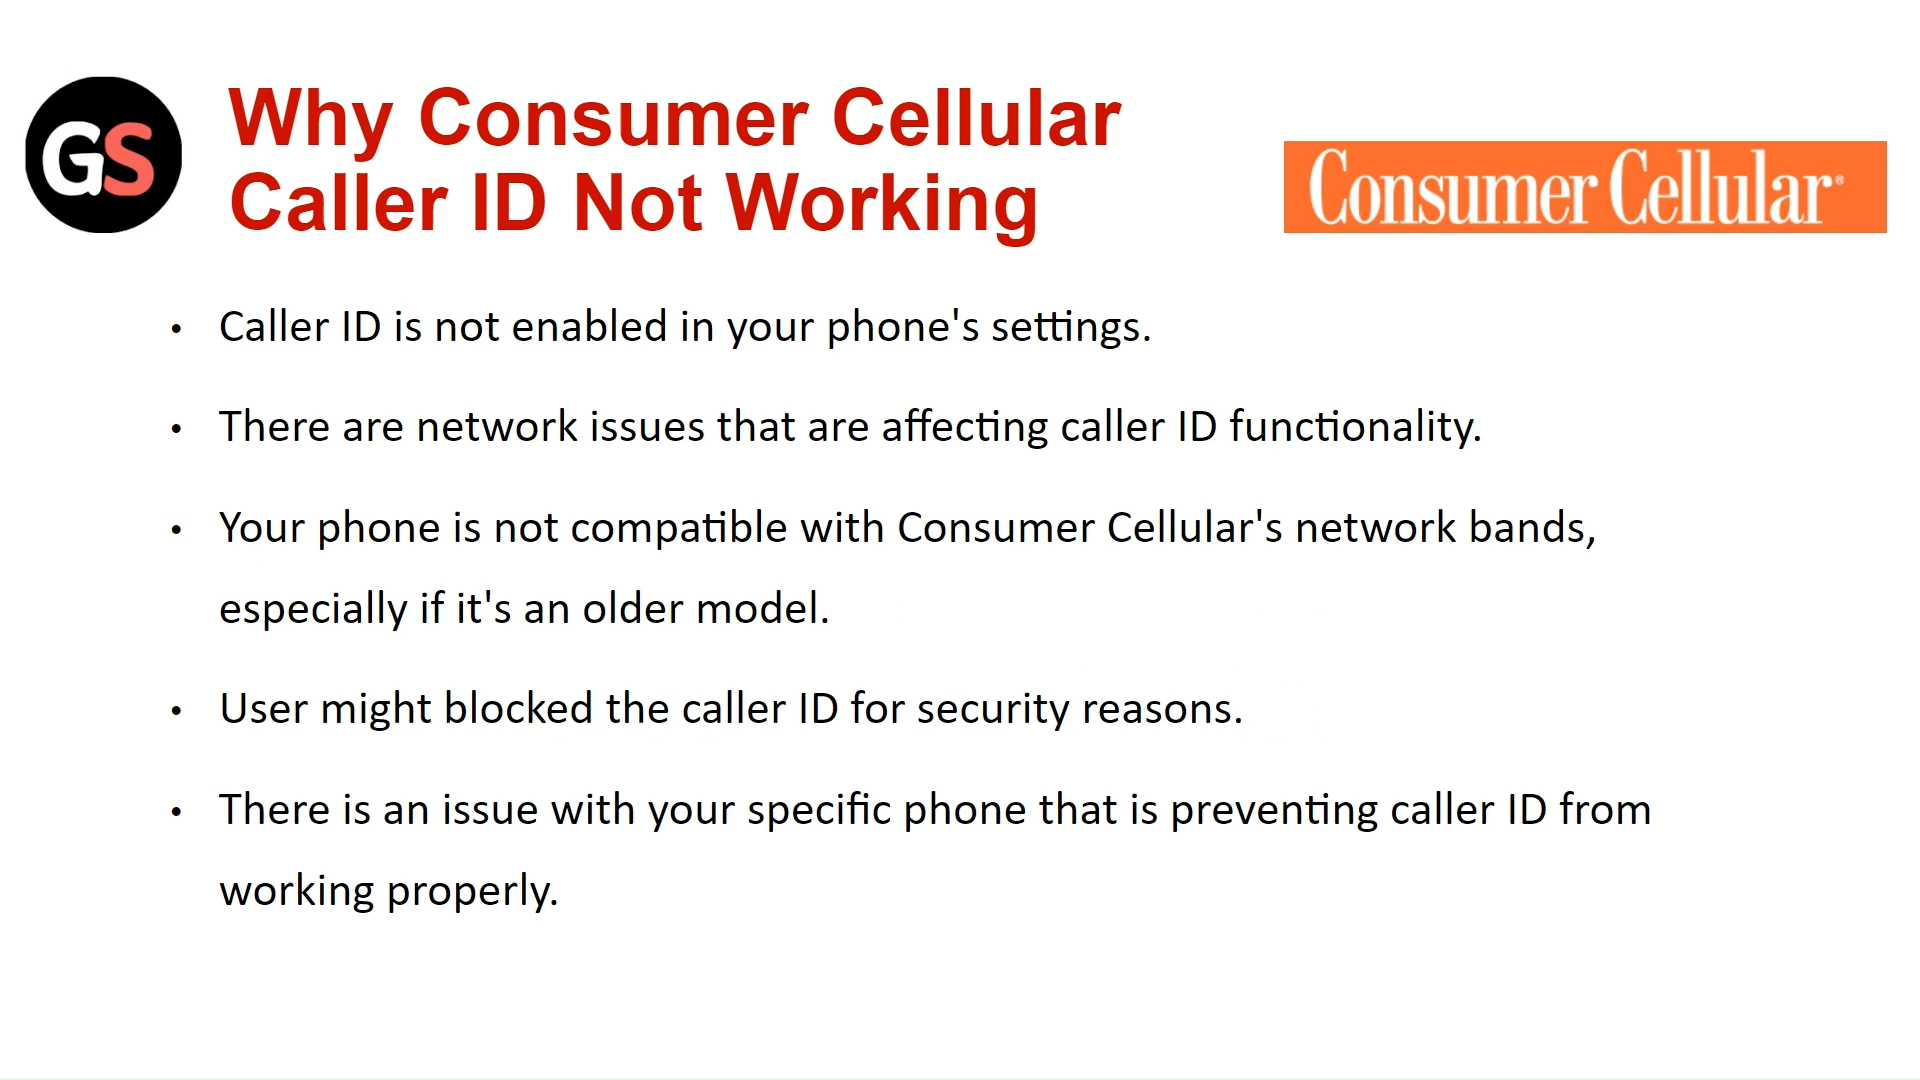 GS
Why Consumer Cellular
Caller ID Not Working
Consumer Cellular®
• Caller ID is not enabled in your phone's settings.
• There are network issues that are affecting caller ID functionality.
• Your phone is not compatible with Consumer Cellular's network bands,
especially if it's an older model.
• User might blocked the caller ID for security reasons.
• There is an issue with your specific phone that is preventing caller ID from
working properly.